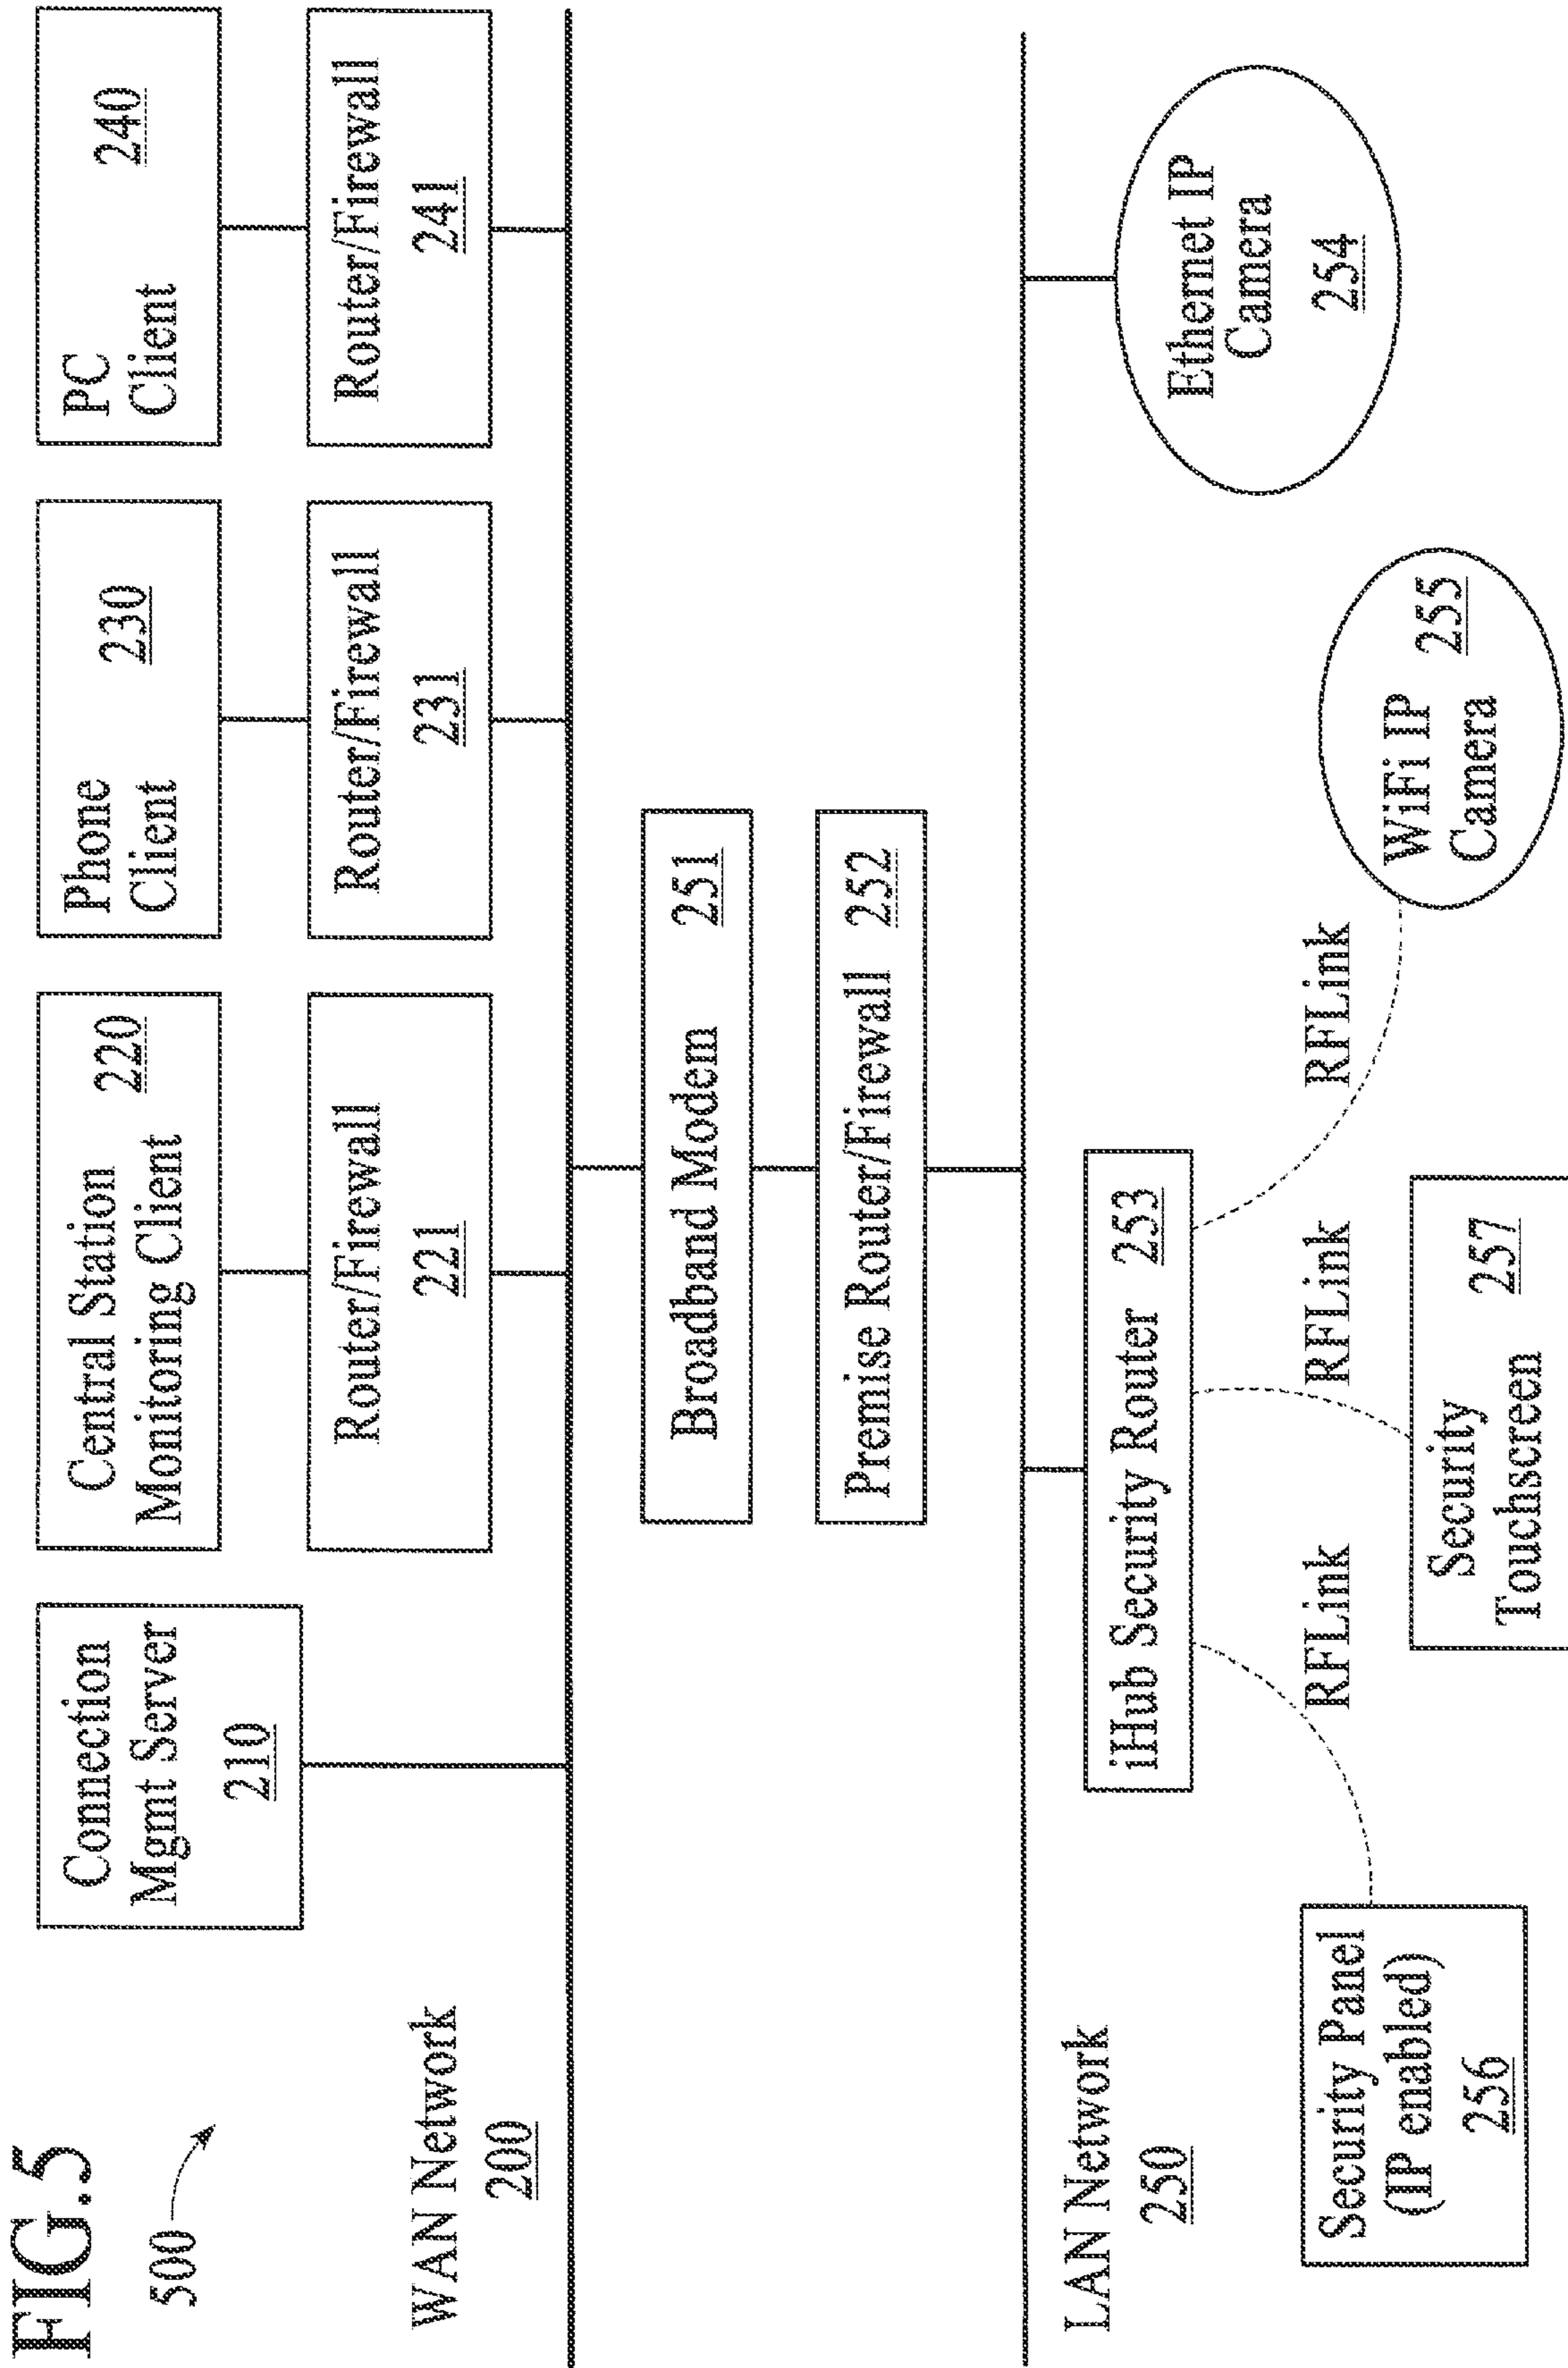 FIG.5
500
Connection
Mgmt Server
210
Central Station
Monitoring Client
220
Phone
Client
230
PC
Client
240
Router/Firewall
221
Router/Firewall
231
Router/Firewall
241
WAN Network
200
Broadband Modem 251
Premise Router/Firewall 252
LAN Network
250
iHub Security Router 253
Ethernet IP
Camera
254
RFLink
RFLink
RFLink
Security Panel
(IP enabled)
256
Security
Touchscreen
257
WiFi IP
Camera
255